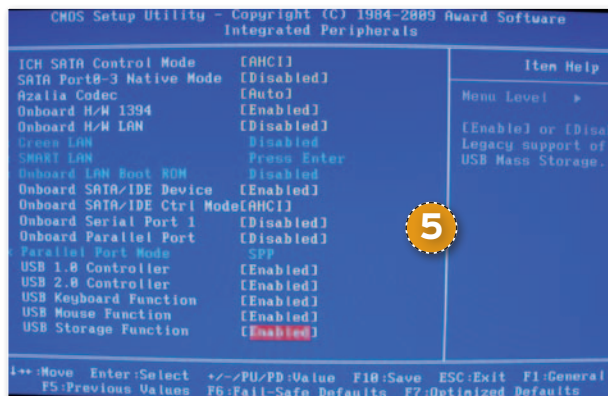 CMOS Setup Utility - Copyright (C) 1984-2009 Award Software
Integrated Peripherals
ICH SATA Control Mode [AHCI]
SATA Port0-3 Native Mode [Disabled]
Azalia Codec [Auto]
Onboard H/W 1394 [Enabled]
Onboard H/W LAN [Disabled]
Green LAN Disabled
SMART LAN Press Enter
Onboard LAN Boot ROM Disabled
Onboard SATA/IDE Device [Enabled]
Onboard SATA/IDE Ctrl Mode[AHCI]
Onboard Serial Port 1 [Disabled]
Onboard Parallel Port [Disabled]
x Parallel Port Mode SPP
USB 1.0 Controller [Enabled]
USB 2.0 Controller [Enabled]
USB Keyboard Function [Enabled]
USB Mouse Function [Enabled]
USB Storage Function [Enabled]
Item Help
Menu Level ▶
[Enable] or [Disa
Legacy support of
USB Mass Storage.
5
↓→←:Move Enter:Select +/-/PU/PD:Value F10:Save ESC:Exit F1:General
F5:Previous Values F6:Fail-Safe Defaults F7:Optimized Defaults